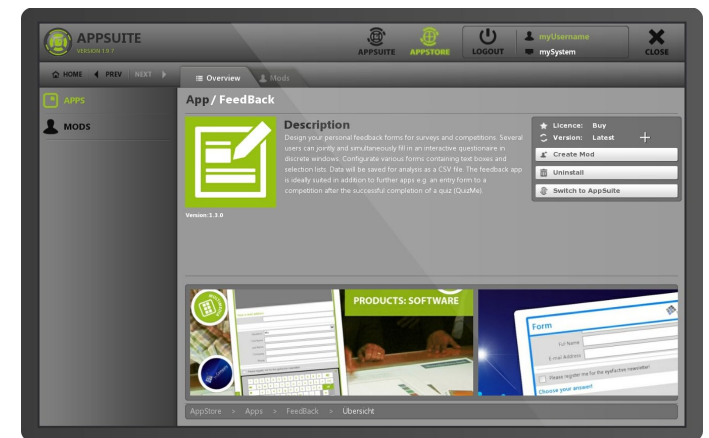 APPSUITE
VERSION 1.0.7
APPSUITE
APPSTORE
LOGOUT
myUsername
mySystem
CLOSE
HOME PREV NEXT
Overview
Mods
APPS
MODS
App/FeedBack
Description
Design your personal feedback forms for surveys and competitions. Several
users can jointly and simultaneously fill in an interactive questionaire in
discrete windows. Configurate various forms containing text boxes and
selection lists. Data will be saved for analysis as a CSV file. The feedback app
is ideally suited in addition to further apps e.g. an entry form to a
competition after the successful completion of a quiz (QuizMe).
Version:1.3.0
Licence: Buy
Version: Latest
Create Mod
Uninstall
Switch to AppSuite
PRODUCTS: SOFTWARE
Form
Full Name
E-mail Address
Please register me for the eyefactive newsletter!
Choose your answer!
AppStore > Apps > FeedBack > Übersicht